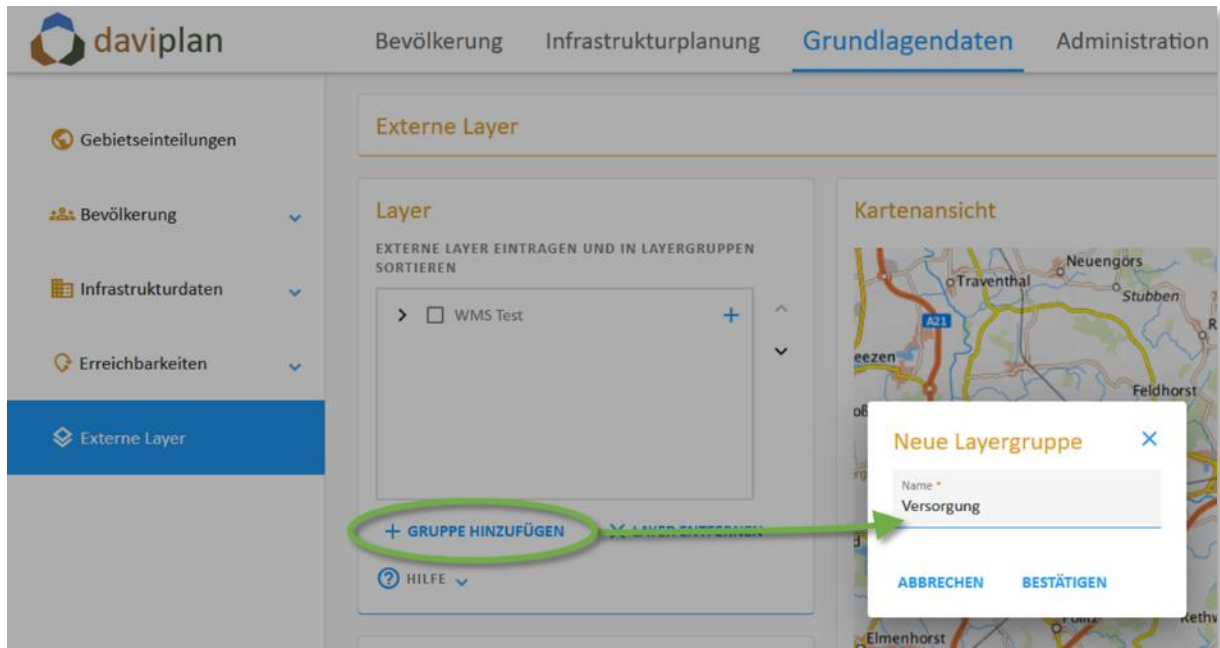 daviplan
Bevölkerung Infrastrukturplanung Grundlagendaten Administration
Gebietseinteilungen
Bevölkerung
Infrastrukturdaten
Erreichbarkeiten
Externe Layer
Externe Layer
Layer
EXTERNE LAYER EINTRAGEN UND IN LAYERGRUPPEN
SORTIEREN
WMS Test
+ GRUPPE HINZUFÜGEN
LAYER ENTFERNEN
HILFE
Kartenansicht
Neuengörs
Traventhal
Stubben
A21
eezen
Feldhorst
Neue Layergruppe
Name *
Versorgung
ABBRECHEN BESTÄTIGEN
Elmenhorst